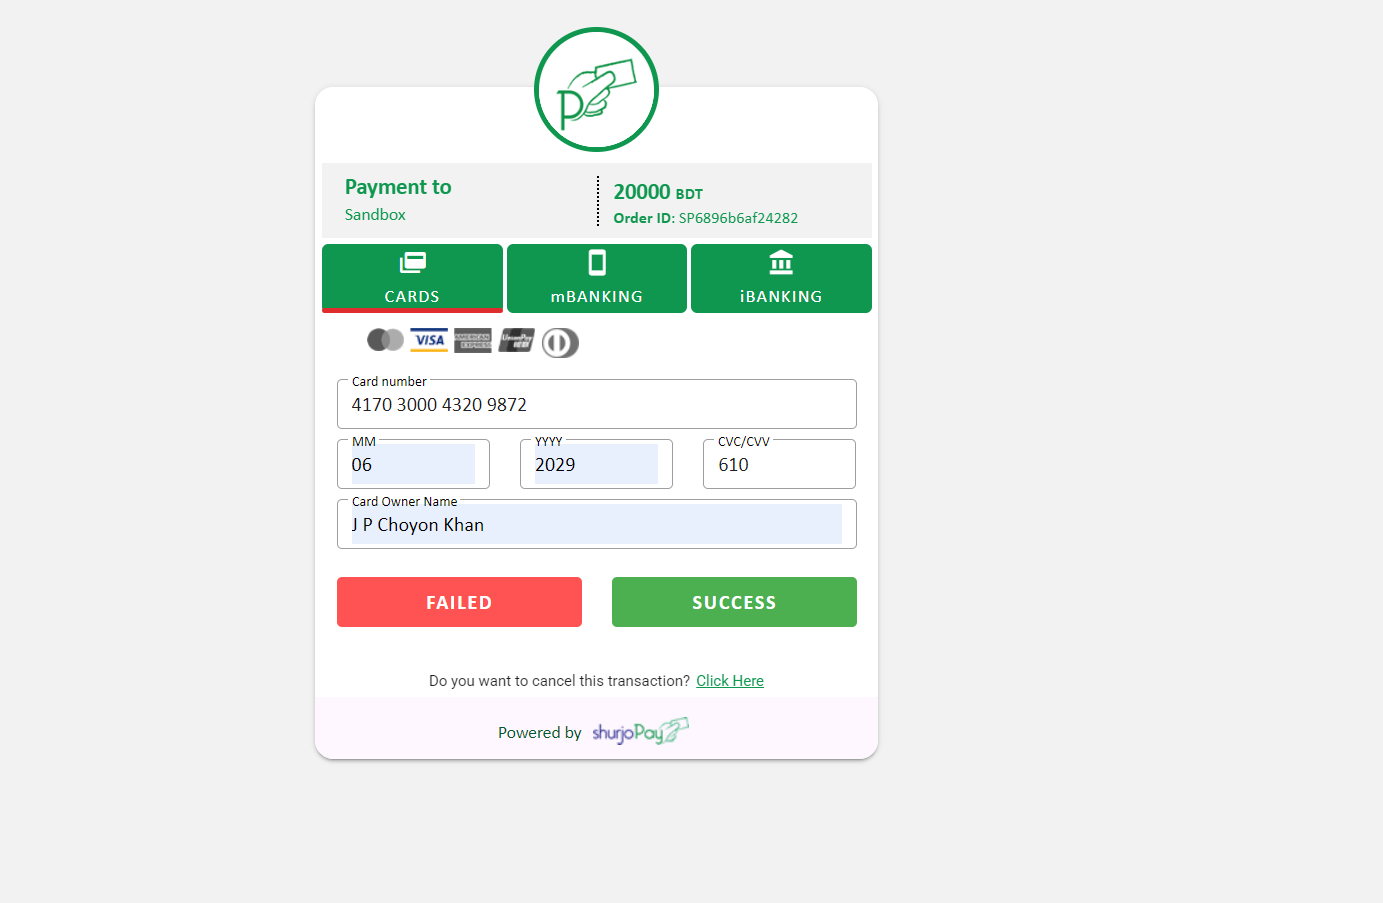 Payment to
Sandbox
20000 BDT
Order ID: SP6896b6af24282
CARDS
mBANKING
iBANKING
VISA
AMERICAN EXPRESS
UnionPay
Card number
4170 3000 4320 9872
MM
06
YYYY
2029
CVC/CVV
610
Card Owner Name
J P Choyon Khan
FAILED
SUCCESS
Do you want to cancel this transaction? Click Here
Powered by shurjoPay